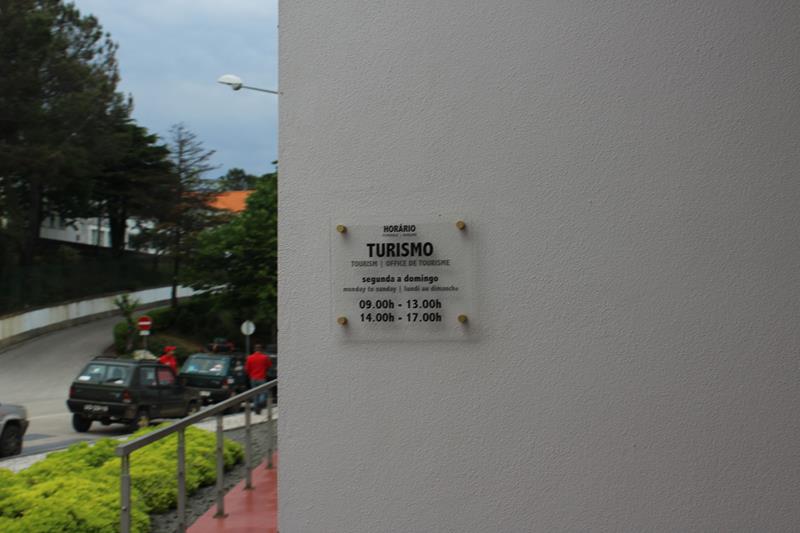 HORÁRIO
TURISMO
TOURISM | OFFICE DE TOURISME
segunda a domingo
monday to sunday | lundi au dimanche
09.00h - 13.00h
14.00h - 17.00h